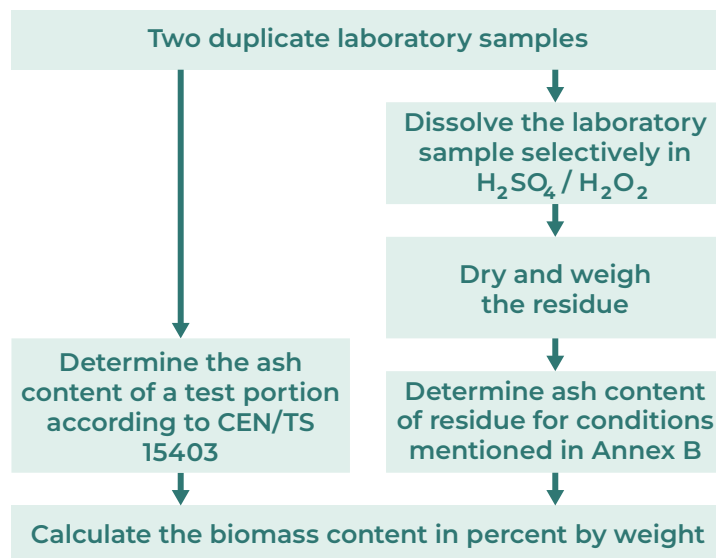 Two duplicate laboratory samples
Dissolve the laboratory
sample selectively in
H₂SO₄ / H₂O₂
Dry and weigh
the residue
Determine the ash
content of a test portion
according to CEN/TS
15403
Determine ash content
of residue for conditions
mentioned in Annex B
Calculate the biomass content in percent by weight